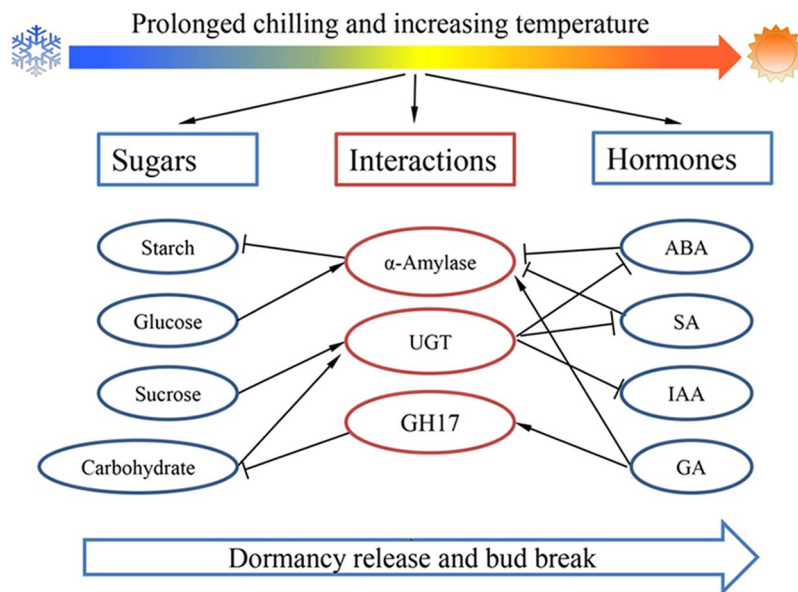 Prolonged chilling and increasing temperature
Sugars
Interactions
Hormones
Starch
α-Amylase
ABA
Glucose
SA
UGT
Sucrose
IAA
GH17
Carbohydrate
GA
Dormancy release and bud break